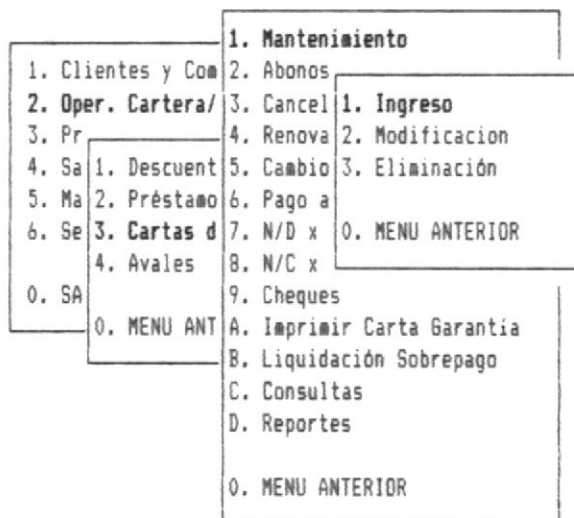 1. Clientes y Com
2. Oper. Cartera/
3. Pr
4. Sa
5. Ma
6. Se
0. SA
1. Descuent
2. Préstamo
3. Cartas d
4. Avales
0. MENU ANT
1. Mantenimiento
2. Abonos
3. Cancel
4. Renova
5. Cambio
6. Pago a
7. N/D x
8. N/C x
9. Cheques
A. Imprimir Carta Garantía
B. Liquidación Sobrepago
C. Consultas
D. Reportes
0. MENU ANTERIOR
1. Ingreso
2. Modificacion
3. Eliminación
0. MENU ANTERIOR